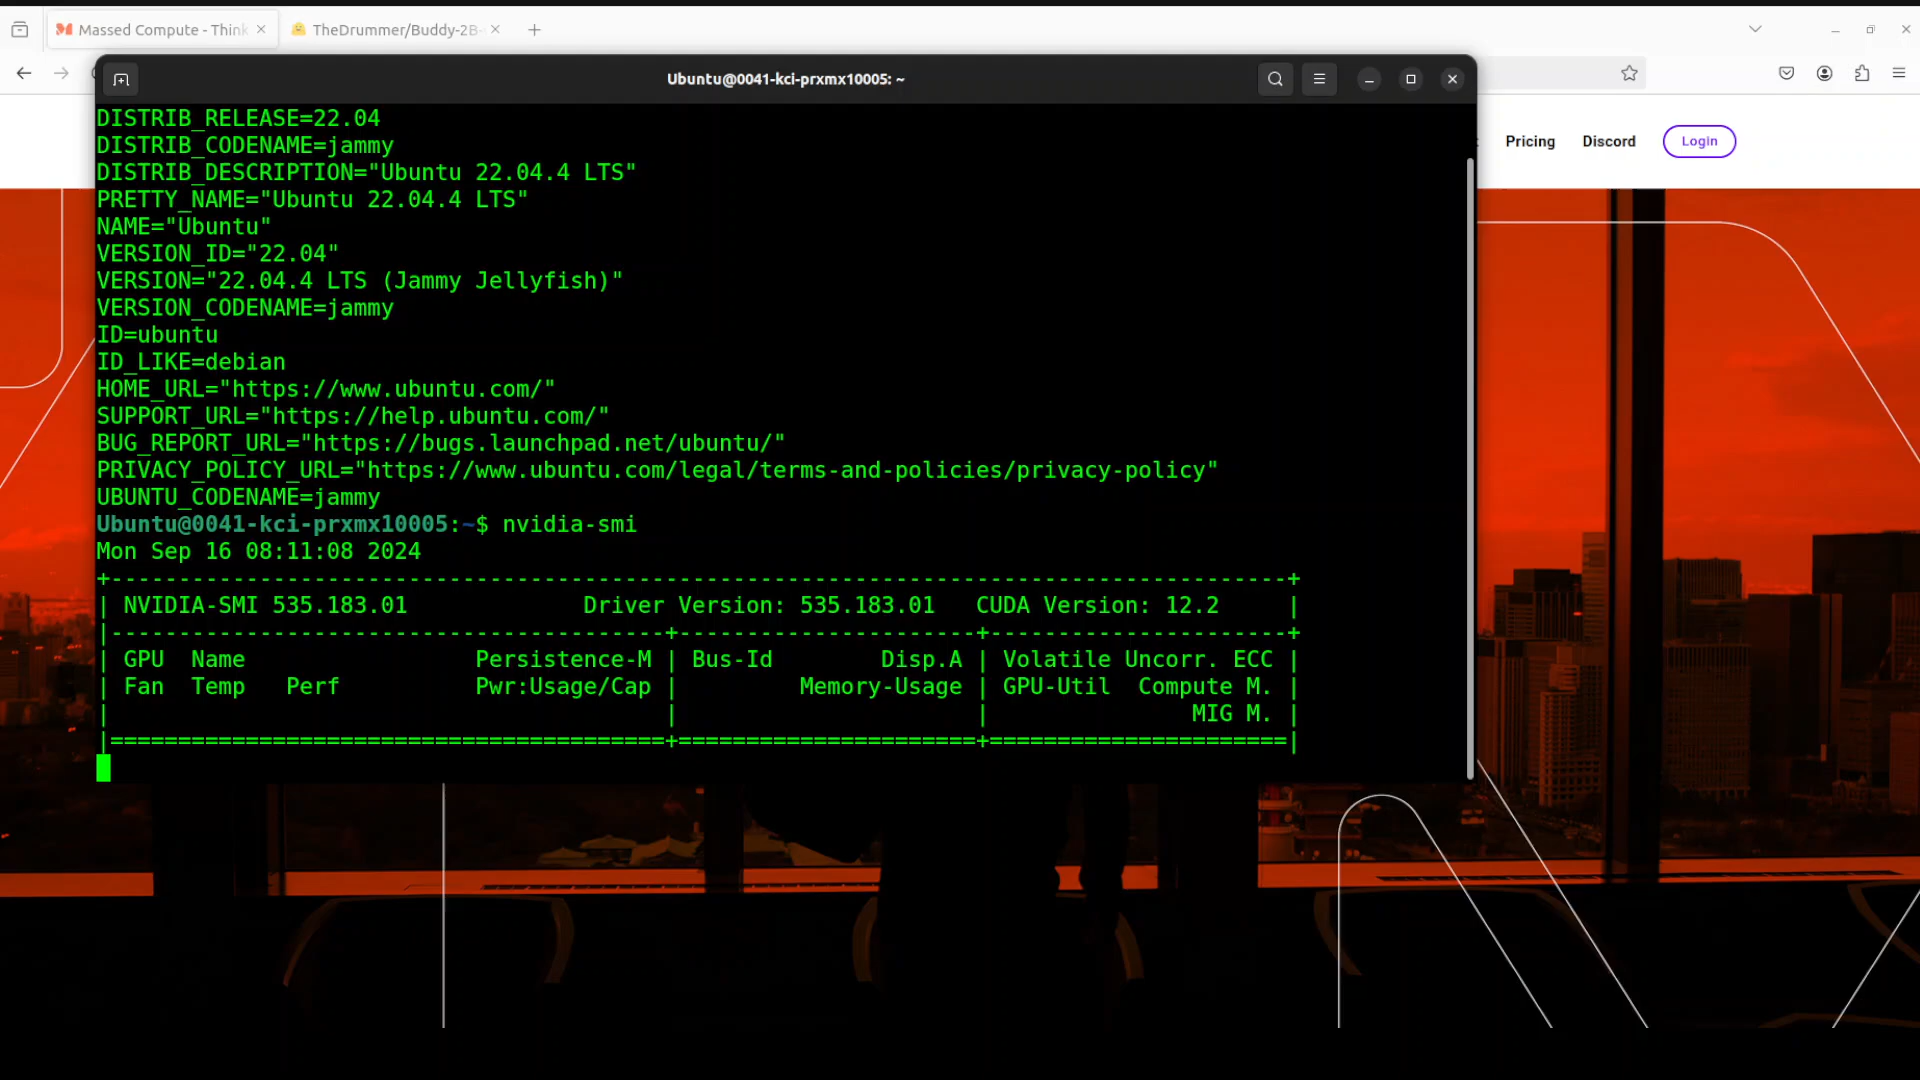 Massed Compute - Think
TheDrummer/Buddy-2B-
Ubuntu@0041-kci-prxmx10005: ~
Pricing
Discord
Login
DISTRIB_RELEASE=22.04
DISTRIB_CODENAME=jammy
DISTRIB_DESCRIPTION="Ubuntu 22.04.4 LTS"
PRETTY_NAME="Ubuntu 22.04.4 LTS"
NAME="Ubuntu"
VERSION_ID="22.04"
VERSION="22.04.4 LTS (Jammy Jellyfish)"
VERSION_CODENAME=jammy
ID=ubuntu
ID_LIKE=debian
HOME_URL="https://www.ubuntu.com/"
SUPPORT_URL="https://help.ubuntu.com/"
BUG_REPORT_URL="https://bugs.launchpad.net/ubuntu/"
PRIVACY_POLICY_URL="https://www.ubuntu.com/legal/terms-and-policies/privacy-policy"
UBUNTU_CODENAME=jammy
Ubuntu@0041-kci-prxmx10005:~$ nvidia-smi
Mon Sep 16 08:11:08 2024
+---------------------------------------------------------------------------------------+
| NVIDIA-SMI 535.183.01             Driver Version: 535.183.01   CUDA Version: 12.2     |
|-----------------------------------------+----------------------+----------------------+
| GPU  Name                 Persistence-M | Bus-Id        Disp.A | Volatile Uncorr. ECC |
| Fan  Temp   Perf          Pwr:Usage/Cap |         Memory-Usage | GPU-Util  Compute M. |
|                                         |                      |               MIG M. |
|=========================================+======================+======================|